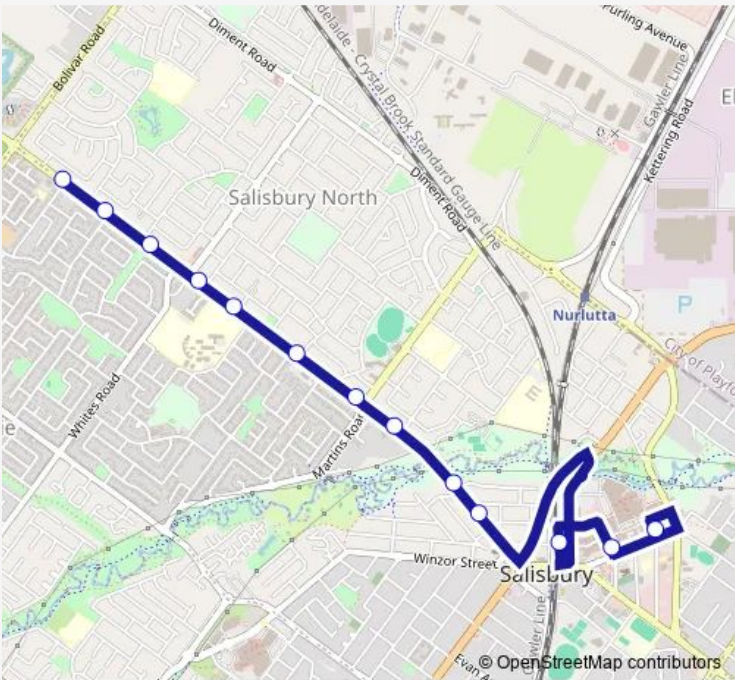 Purling Avenue
Diment Road
Bolivar Road
Adelaide - Crystal Brook Standard Gauge Line
Gawler Line
Kettering Road
El
Diment Road
Salisbury North
P
Nurlutta
City of Playfo
Whites Road
Martins Road
e
Winzor Street
Salisbury
Gawler Line
Evan A
© OpenStreetMap contributors